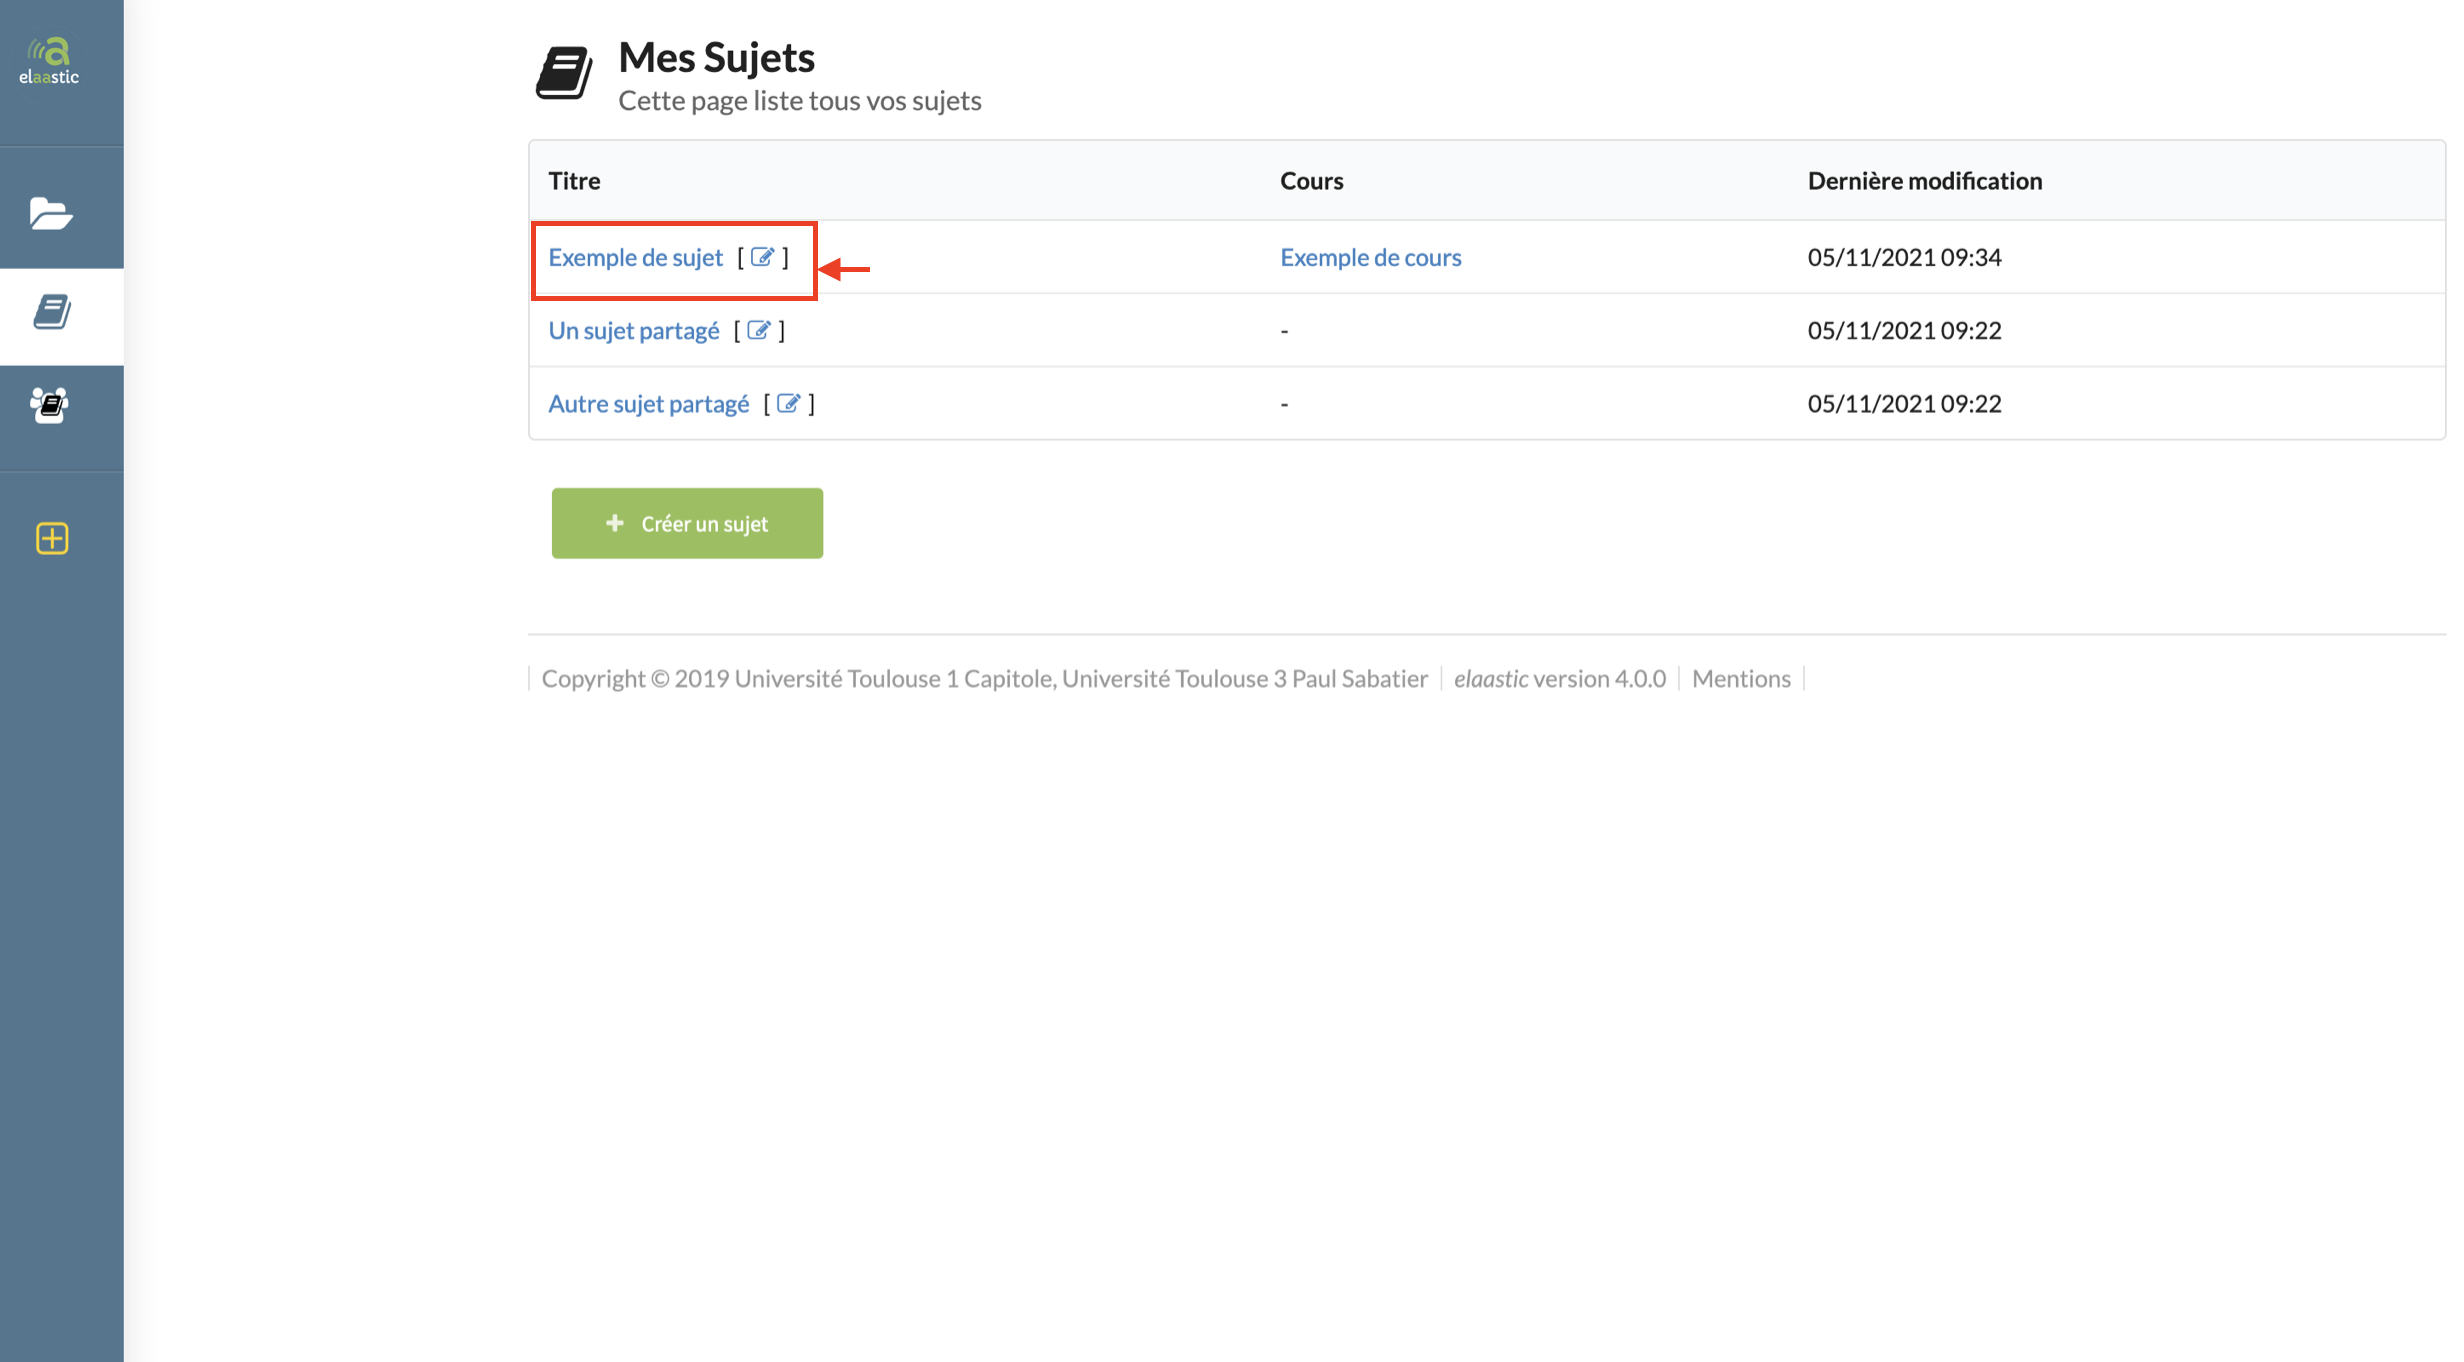 elaastic
Mes Sujets
Cette page liste tous vos sujets
Titre Cours Dernière modification
Exemple de sujet [ ] Exemple de cours 05/11/2021 09:34
Un sujet partagé [ ] - 05/11/2021 09:22
Autre sujet partagé [ ] - 05/11/2021 09:22
+ Créer un sujet
Copyright © 2019 Université Toulouse 1 Capitole, Université Toulouse 3 Paul Sabatier | elaastic version 4.0.0 | Mentions